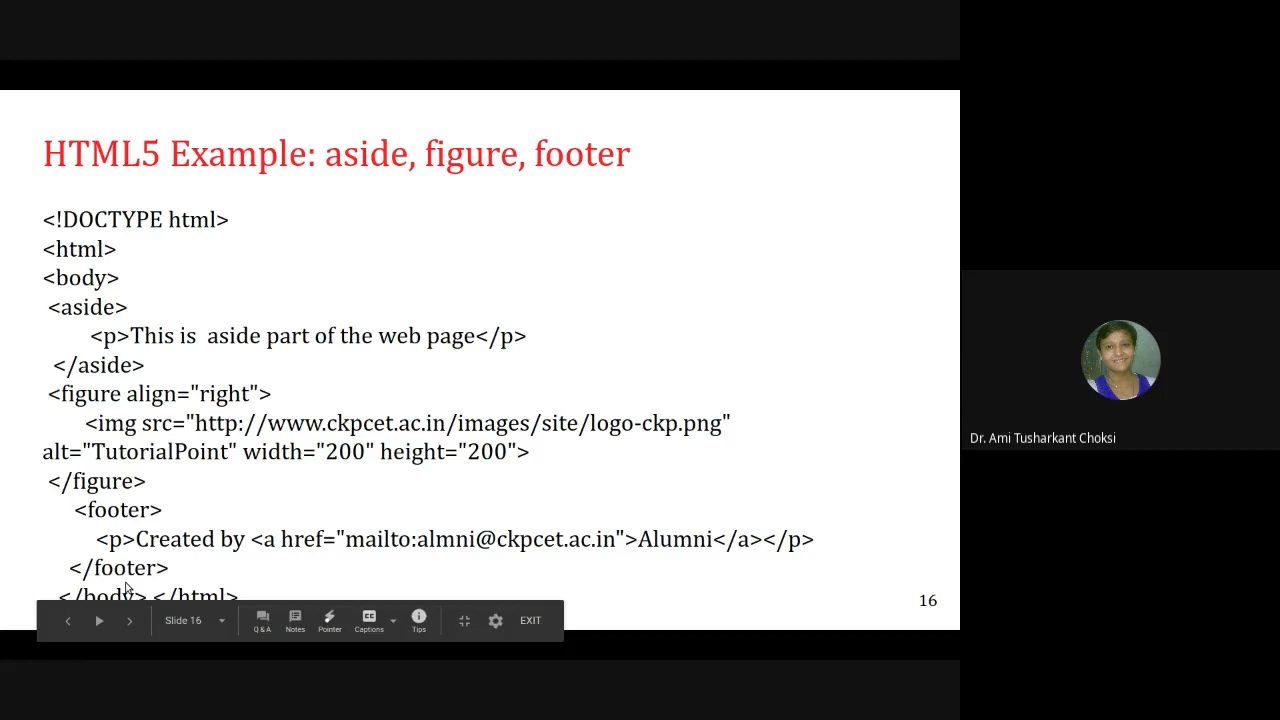 HTML5 Example: aside, figure, footer
<!DOCTYPE html>
<html>
<body>
<aside>
<p>This is  aside part of the web page</p>
</aside>
<figure align="right">
<img src="http://www.ckpcet.ac.in/images/site/logo-ckp.png"
alt="TutorialPoint" width="200" height="200">
</figure>
<footer>
<p>Created by <a href="mailto:almni@ckpcet.ac.in">Alumni</a></p>
</footer>
</body> </html>
16
Slide 16
Q & A
Notes
Pointer
Captions
Tips
EXIT
Dr. Ami Tusharkant Choksi